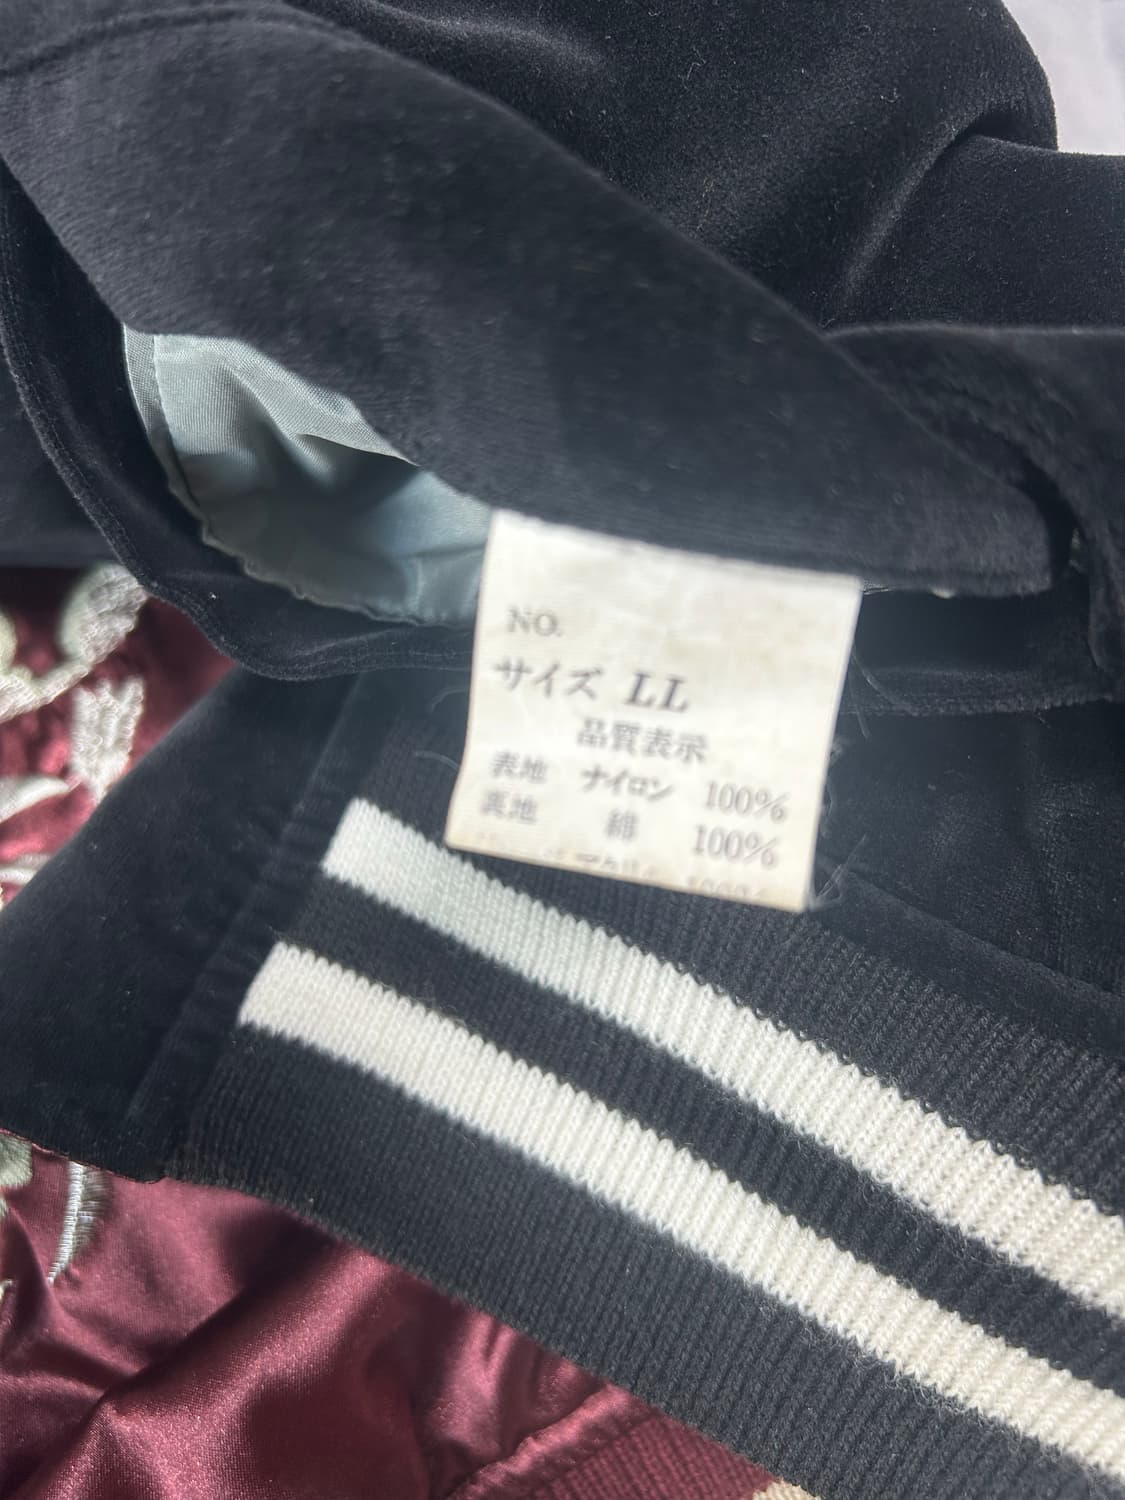 NO.
サイズ LL
品質表示
表地 ナイロン 100%
裏地 綿 100%